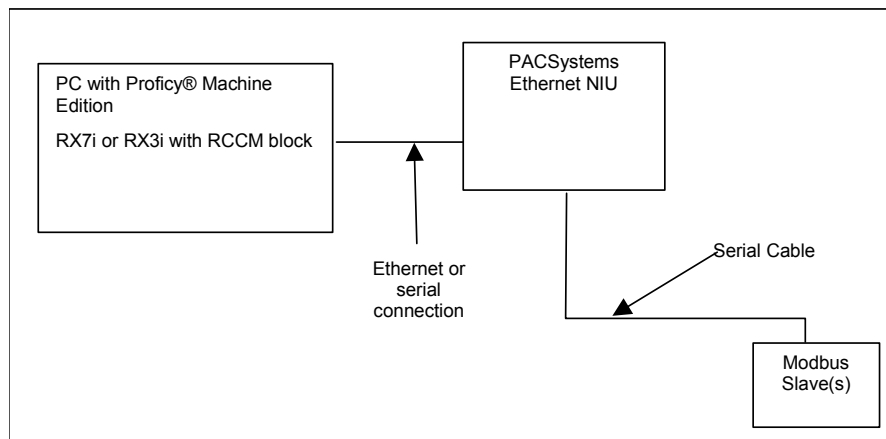 PC with Proficy® Machine
Edition
RX7i or RX3i with RCCM block
PACSystems
Ethernet NIU
Ethernet or
serial
connection
Serial Cable
Modbus
Slave(s)